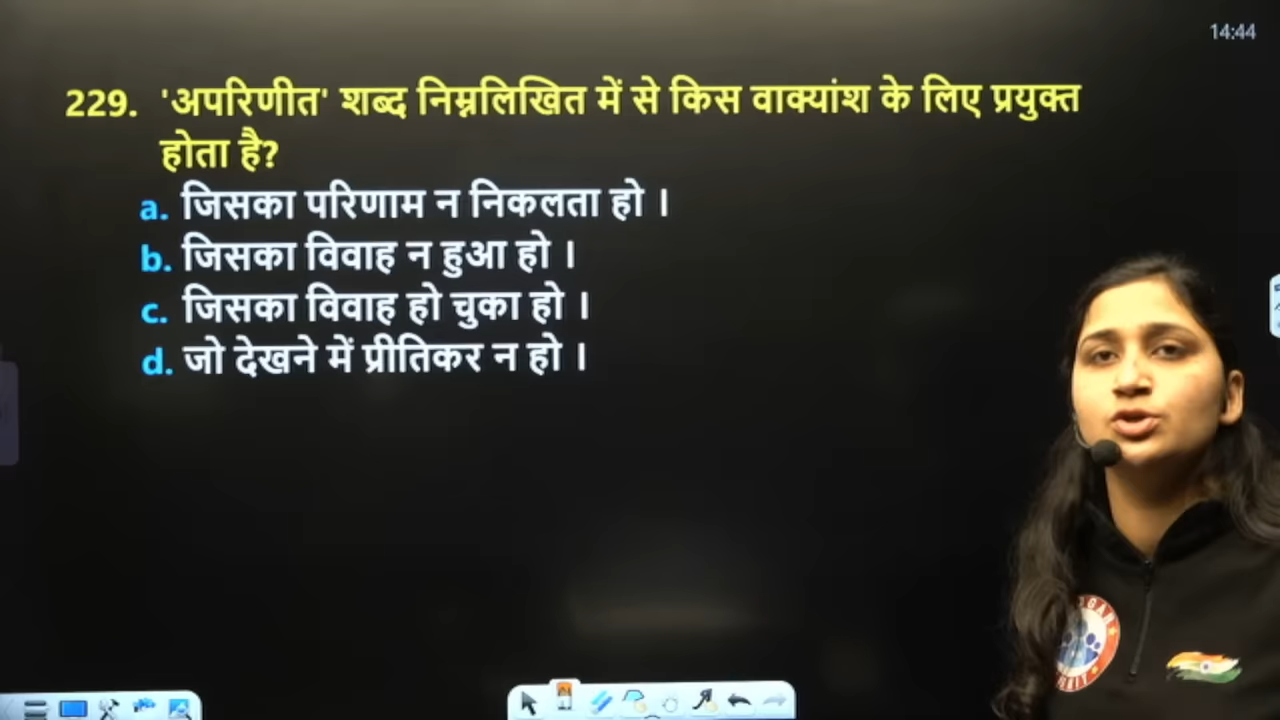 14:44
229. 'अपरिणीत' शब्द निम्नलिखित में से किस वाक्यांश के लिए प्रयुक्त
होता है?
a. जिसका परिणाम न निकलता हो ।
b. जिसका विवाह न हुआ हो ।
c. जिसका विवाह हो चुका हो ।
d. जो देखने में प्रीतिकर न हो ।